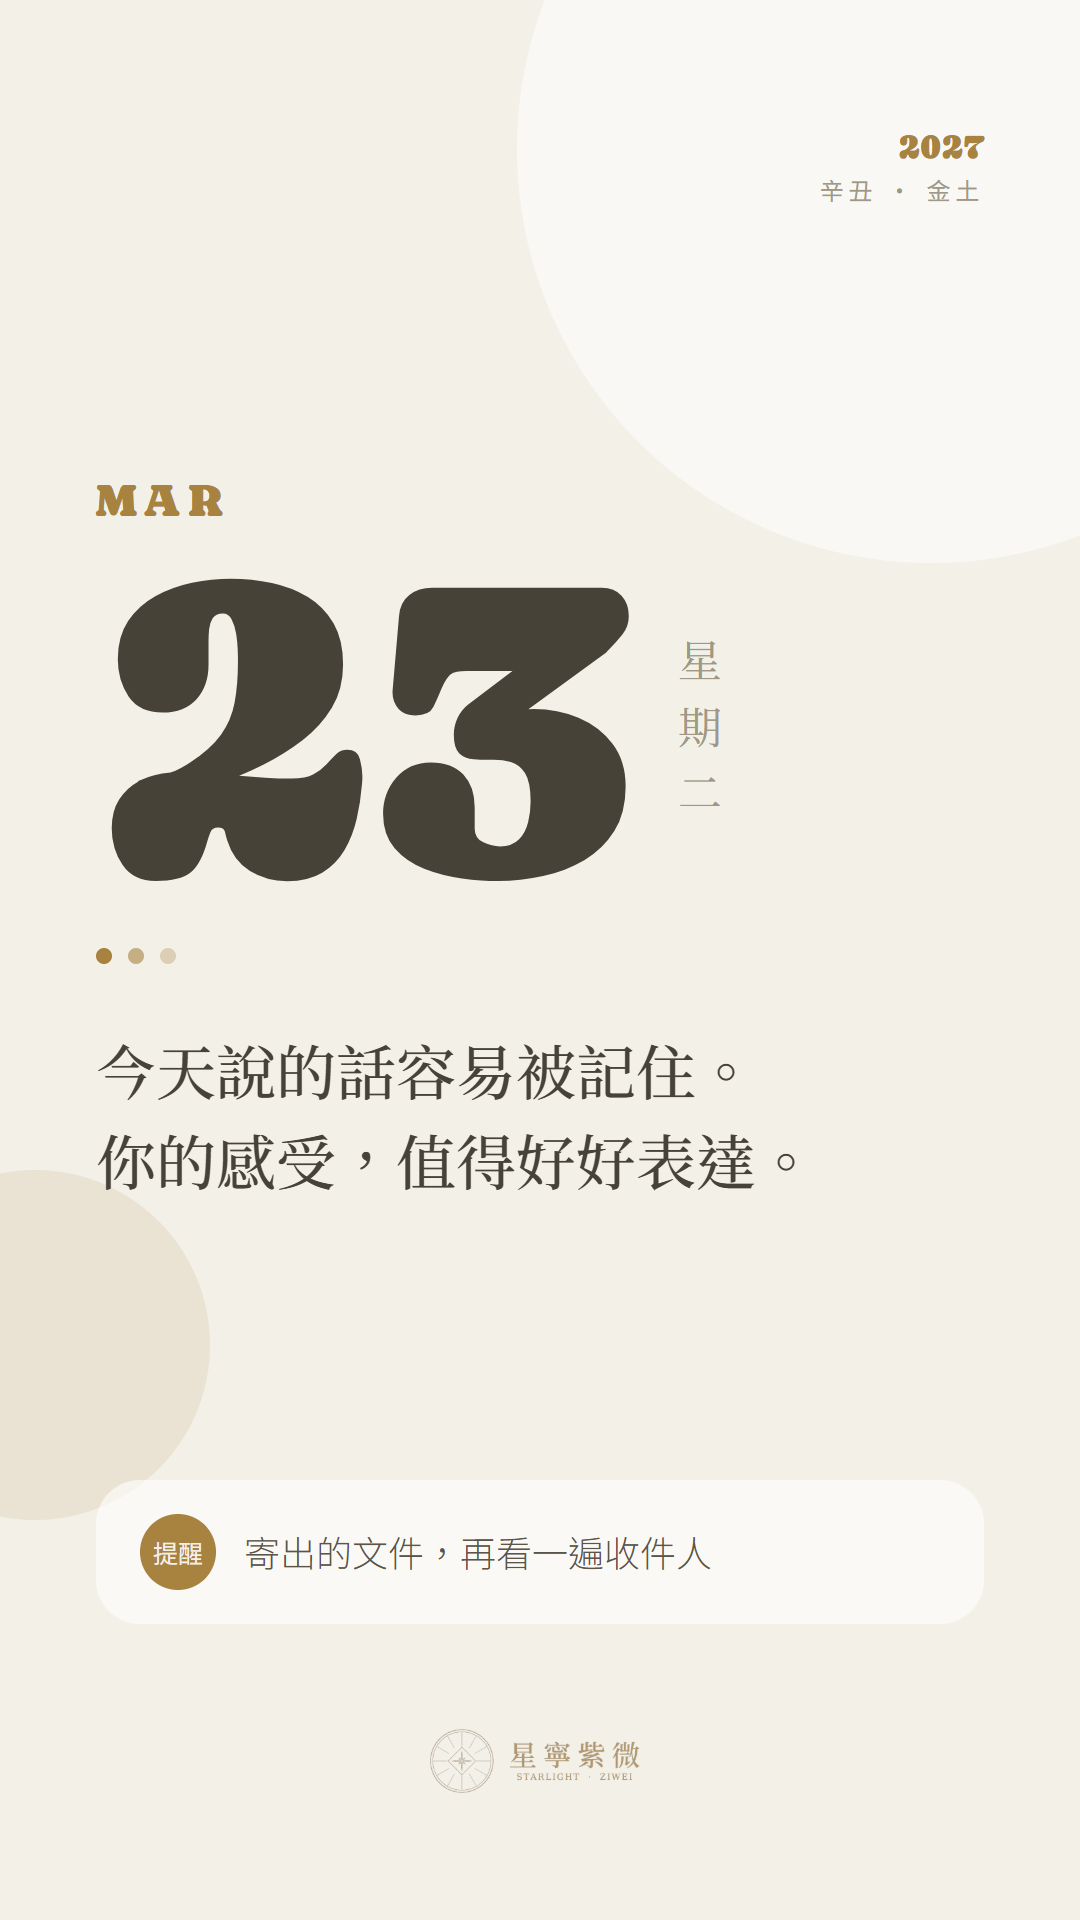 2027
辛丑 · 金土
MAR
23
星期二
今天說的話容易被記住。
你的感受，值得好好表達。
提醒
寄出的文件，再看一遍收件人
星寧紫微
STARLIGHT · ZIWEI